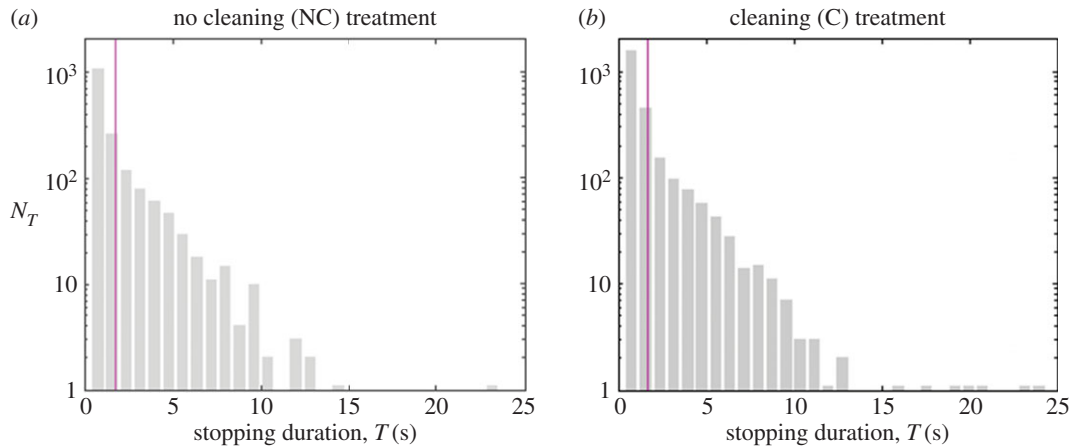 (a) no cleaning (NC) treatment
(b) cleaning (C) treatment
10³
10²
10
1
N_T
0 5 10 15 20 25
stopping duration, T (s)
10³
10²
10
1
0 5 10 15 20 25
stopping duration, T (s)